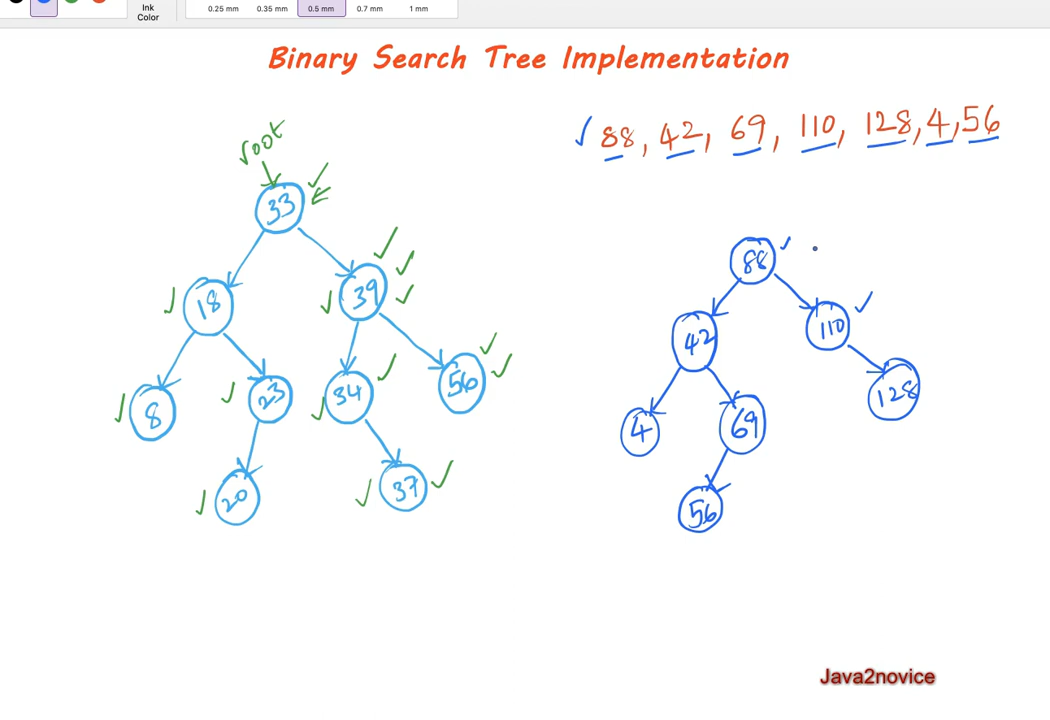 0.25 mm 0.35 mm 0.5 mm 0.7 mm 1 mm
Ink
Color
Binary Search Tree Implementation
88, 42, 69, 110, 128, 4, 56
root
33
18
39
8
23
34
56
20
37
88
42
110
4
69
128
56
Java2novice